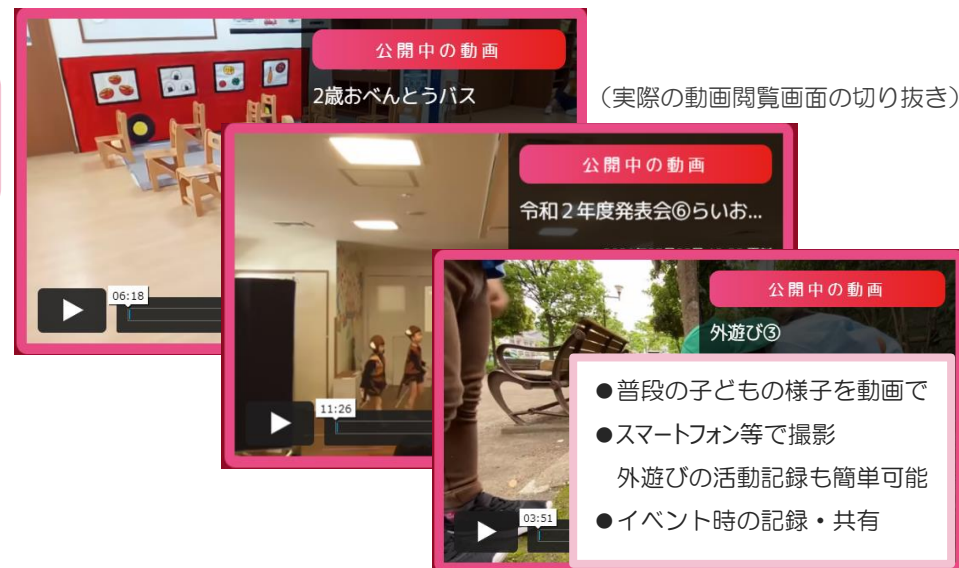 公開中の動画
2歳おべんとうバス
（実際の動画閲覧画面の切り抜き）
06:18
公開中の動画
令和２年度発表会⑥らいお...
11:26
公開中の動画
外遊び③
03:51
●普段の子どもの様子を動画で
●スマートフォン等で撮影
外遊びの活動記録も簡単可能
●イベント時の記録・共有